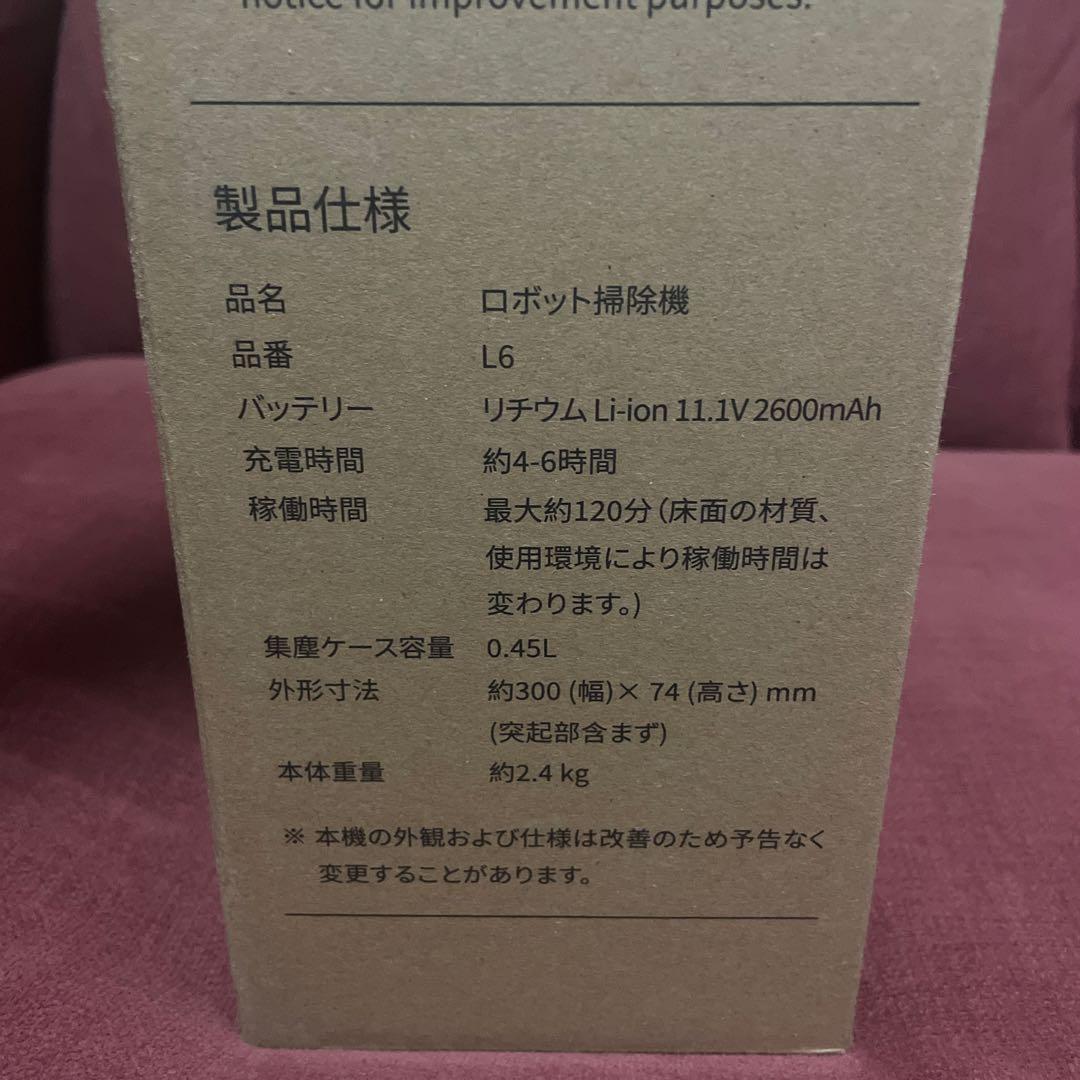 notice for improvement purposes.
製品仕様
品名 ロボット掃除機
品番 L6
バッテリー リチウム Li-ion 11.1V 2600mAh
充電時間 約4-6時間
稼働時間 最大約120分(床面の材質、
使用環境により稼働時間は
変わります。)
集塵ケース容量 0.45L
外形寸法 約300 (幅)× 74 (高さ) mm
(突起部含まず)
本体重量 約2.4 kg
※ 本機の外観および仕様は改善のため予告なく
変更することがあります。